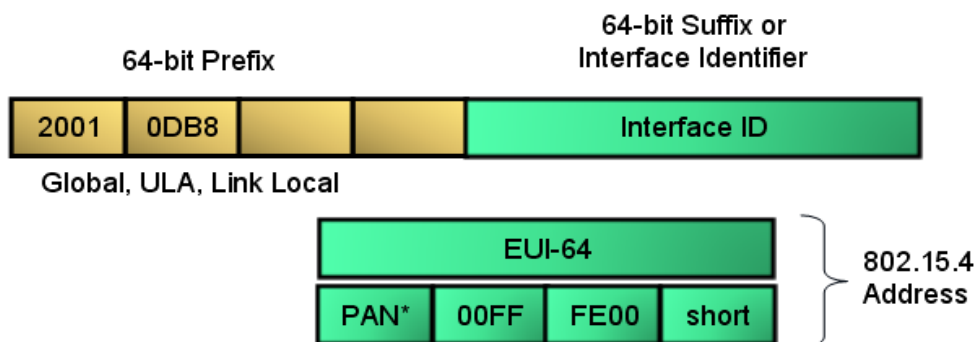 64-bit Prefix
64-bit Suffix or
Interface Identifier
2001 0DB8 Interface ID
Global, ULA, Link Local
EUI-64
PAN* 00FF FE00 short
802.15.4
Address